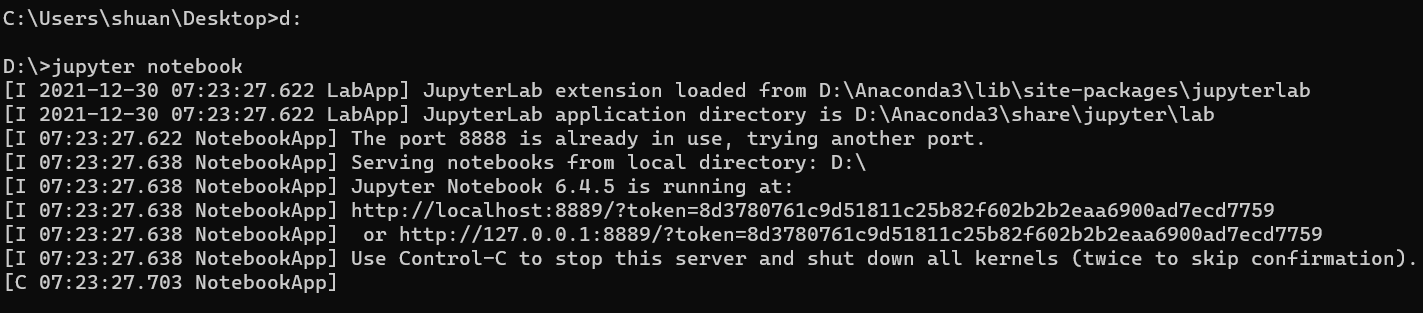 C:\Users\shuan\Desktop>d:
D:\>jupyter notebook
[I 2021-12-30 07:23:27.622 LabApp] JupyterLab extension loaded from D:\Anaconda3\lib\site-packages\jupyterlab
[I 2021-12-30 07:23:27.622 LabApp] JupyterLab application directory is D:\Anaconda3\share\jupyter\lab
[I 07:23:27.622 NotebookApp] The port 8888 is already in use, trying another port.
[I 07:23:27.638 NotebookApp] Serving notebooks from local directory: D:\
[I 07:23:27.638 NotebookApp] Jupyter Notebook 6.4.5 is running at:
[I 07:23:27.638 NotebookApp] http://localhost:8889/?token=8d3780761c9d51811c25b82f602b2b2eaa6900ad7ecd7759
[I 07:23:27.638 NotebookApp]  or http://127.0.0.1:8889/?token=8d3780761c9d51811c25b82f602b2b2eaa6900ad7ecd7759
[I 07:23:27.638 NotebookApp] Use Control-C to stop this server and shut down all kernels (twice to skip confirmation).
[C 07:23:27.703 NotebookApp]